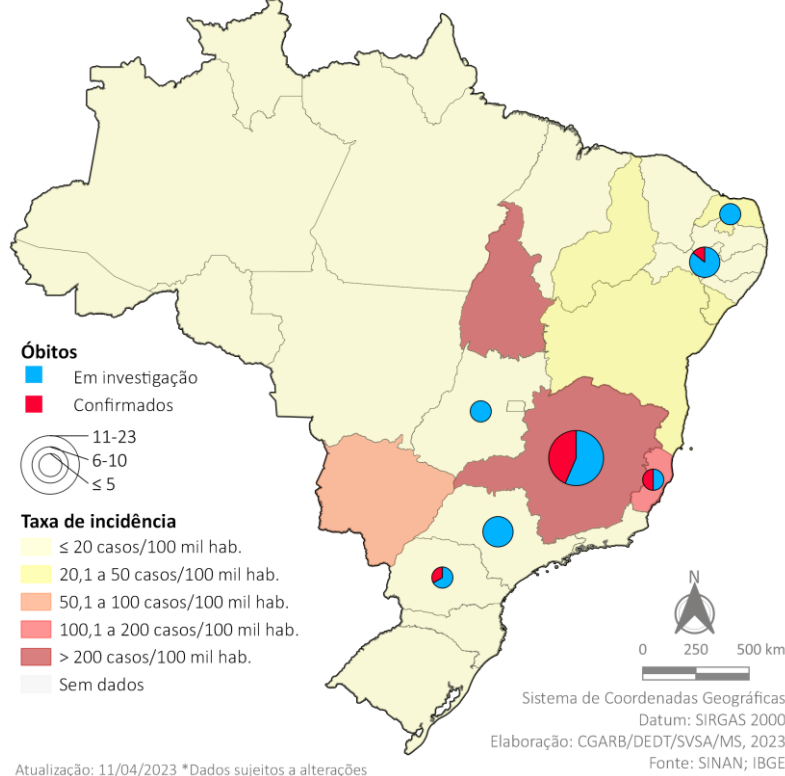 Óbitos
Em investigação
Confirmados
11-23
6-10
≤ 5
Taxa de incidência
≤ 20 casos/100 mil hab.
20,1 a 50 casos/100 mil hab.
50,1 a 100 casos/100 mil hab.
100,1 a 200 casos/100 mil hab.
> 200 casos/100 mil hab.
Sem dados
N
0 250 500 km
Sistema de Coordenadas Geográficas
Datum: SIRGAS 2000
Elaboração: CGARB/DEDT/SVSA/MS, 2023
Fonte: SINAN; IBGE
Atualização: 11/04/2023 *Dados sujeitos a alterações